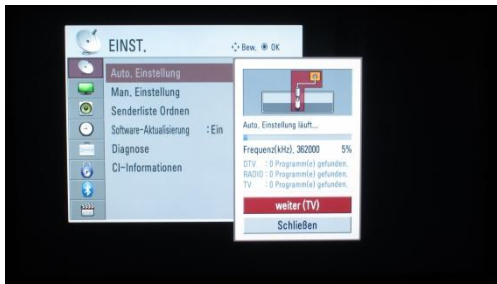 EINST.
Bew. OK
Auto. Einstellung
Man. Einstellung
Senderliste Ordnen
Software-Aktualisierung : Ein
Diagnose
CI-Informationen
Auto. Einstellung läuft...
Frequenz(kHz), 362000 5%
DTV : 0 Programm(e) gefunden.
RADIO : 0 Programm(e) gefunden.
TV : 0 Programm(e) gefunden.
weiter (TV)
Schließen